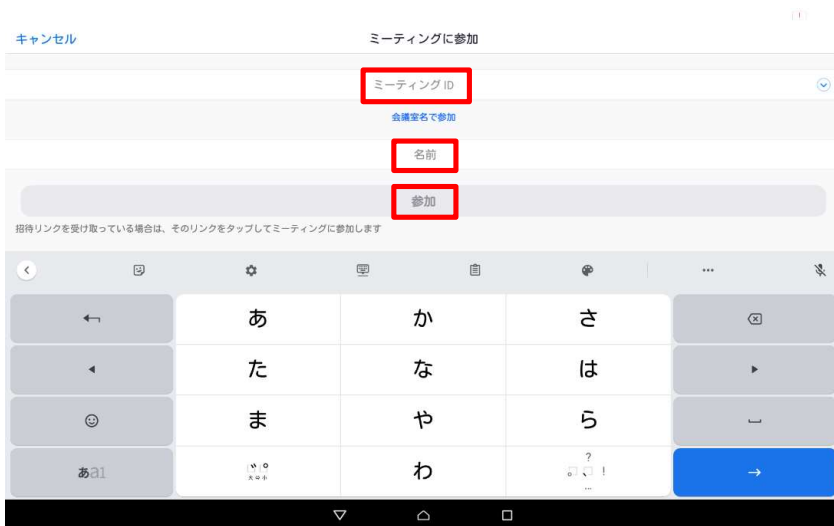 キャンセル
ミーティングに参加
ミーティング ID
会議室名で参加
名前
参加
招待リンクを受け取っている場合は、そのリンクをタップしてミーティングに参加します
あ
か
さ
た
な
は
ま
や
ら
あa1
わ
。、?!…